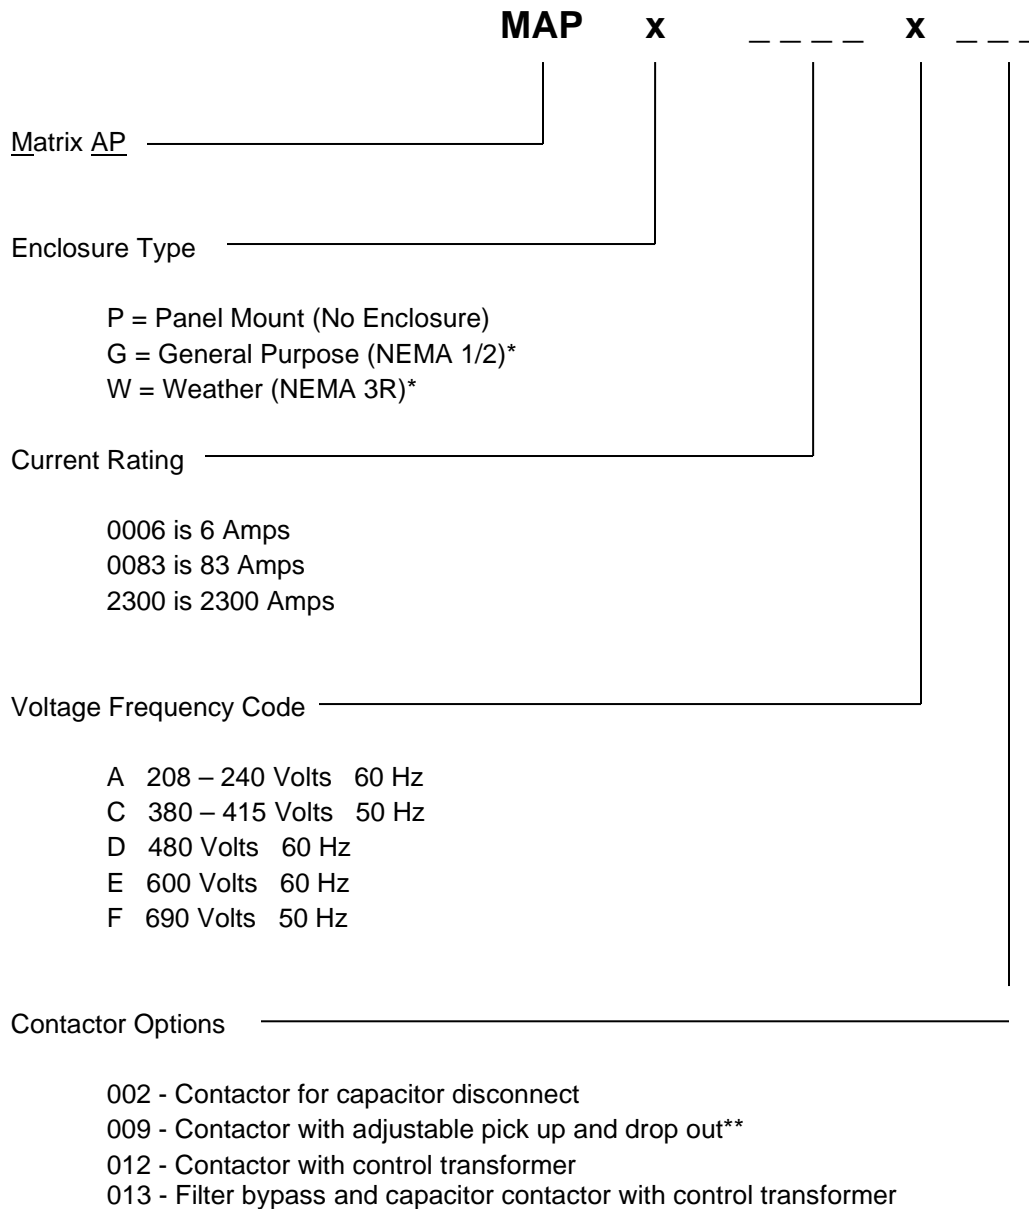 MAP x _ _ _ _ x _ _ _
Matrix AP
Enclosure Type
P = Panel Mount (No Enclosure)
G = General Purpose (NEMA 1/2)*
W = Weather (NEMA 3R)*
Current Rating
0006 is 6 Amps
0083 is 83 Amps
2300 is 2300 Amps
Voltage Frequency Code
A 208 – 240 Volts 60 Hz
C 380 – 415 Volts 50 Hz
D 480 Volts 60 Hz
E 600 Volts 60 Hz
F 690 Volts 50 Hz
Contactor Options
002 - Contactor for capacitor disconnect
009 - Contactor with adjustable pick up and drop out**
012 - Contactor with control transformer
013 - Filter bypass and capacitor contactor with control transformer